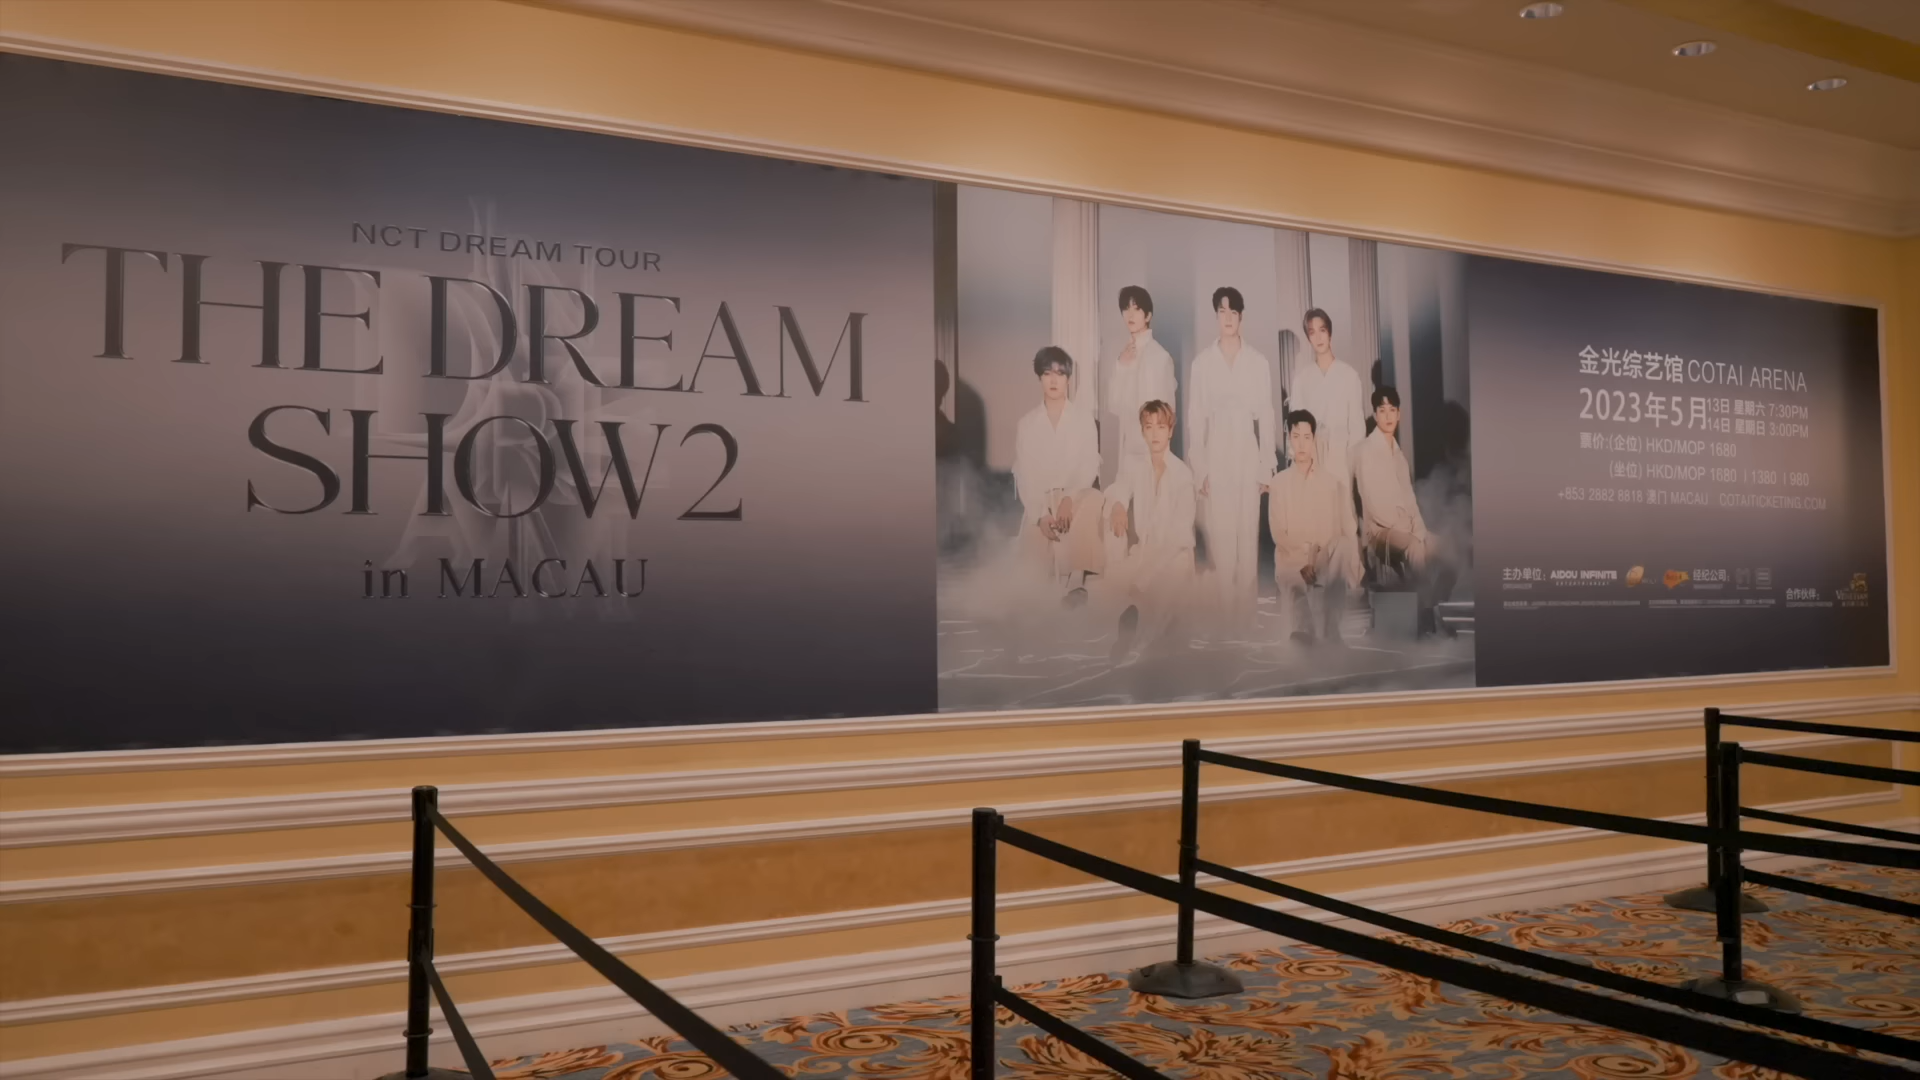 NCT DREAM TOUR
THE DREAM
SHOW2
in MACAU
金光综艺馆 COTAI ARENA
2023年5月 13日 星期六 7:30PM
14日 星期日 3:00PM
票价:(企位) HKD/MOP 1680
(坐位) HKD/MOP 1680 | 1380 | 980
+853 2882 8818 澳门 MACAU COTAITICKETING.COM
主办单位: AIDOU INFINITE
ENTERTAINMENT
经纪公司:
合作伙伴: